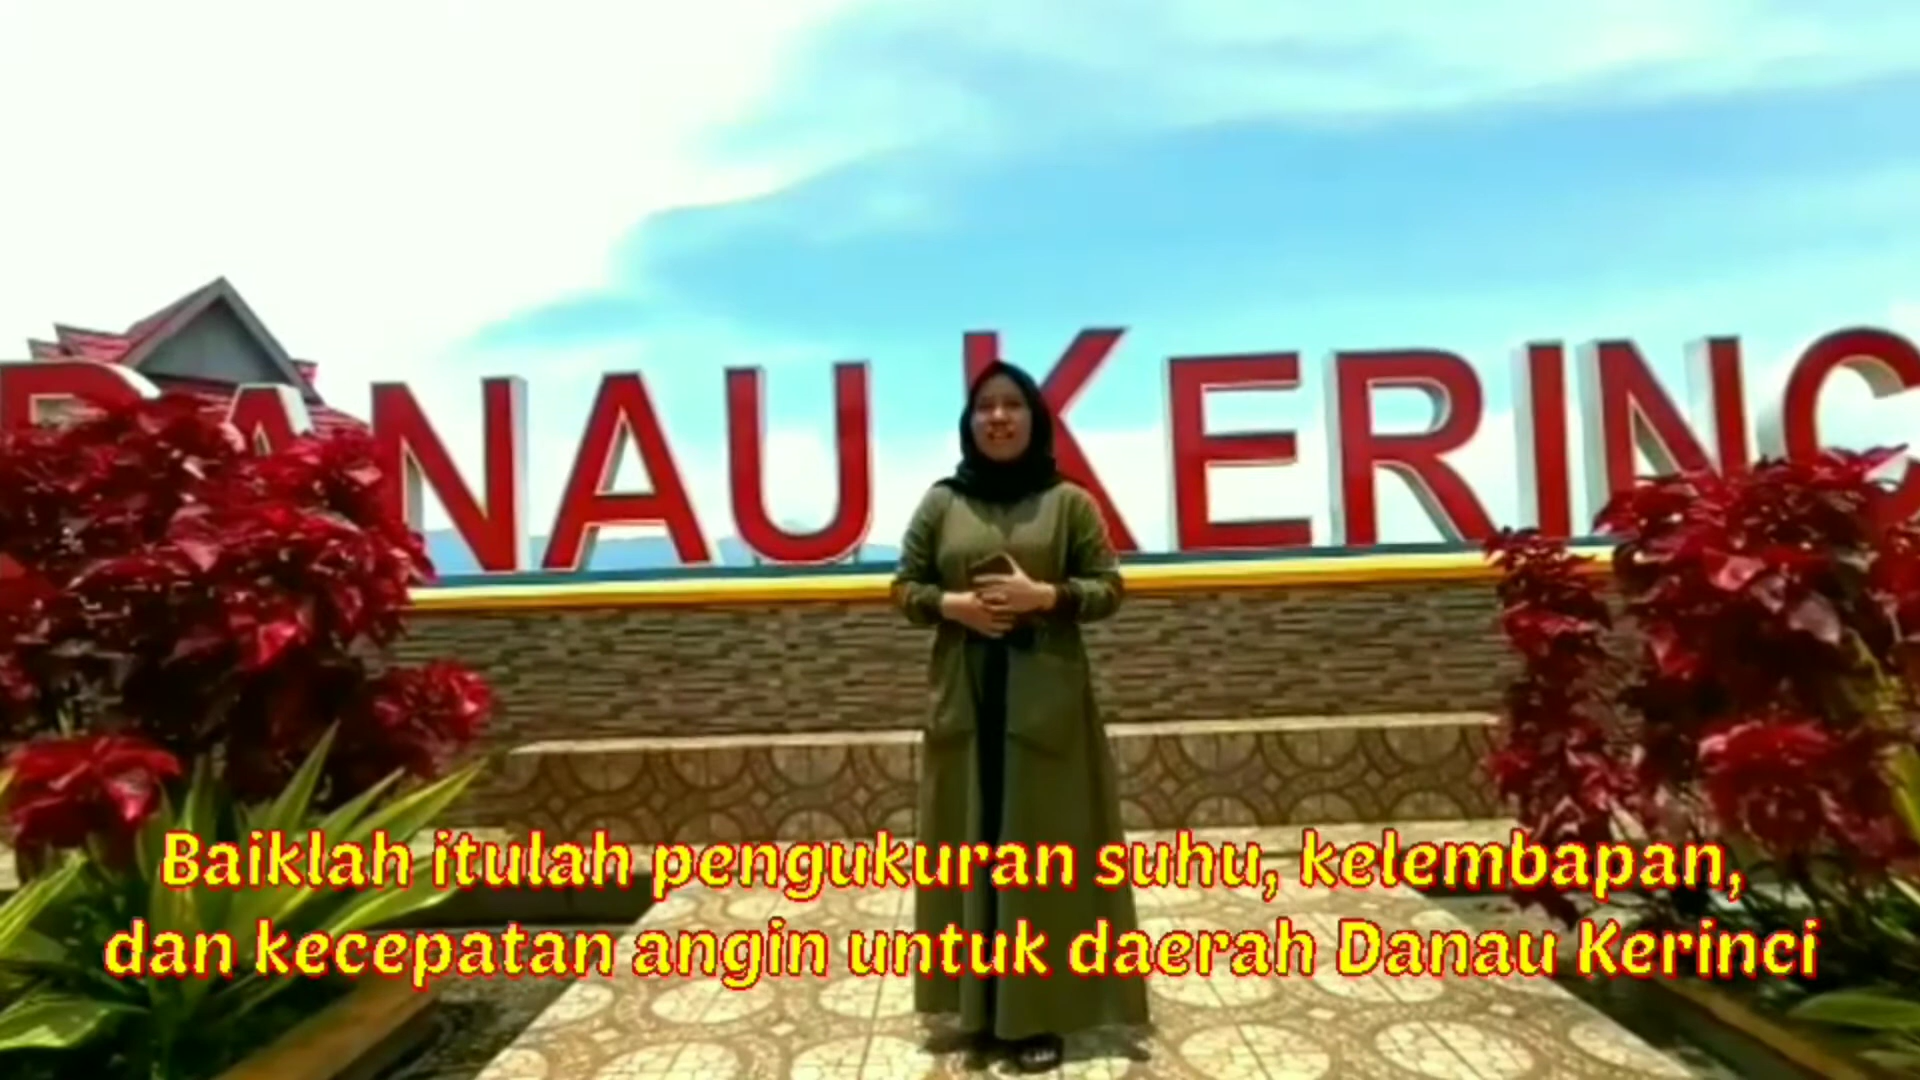 DANAU KERINC
Baiklah itulah pengukuran suhu, kelembapan,
dan kecepatan angin untuk daerah Danau Kerinci